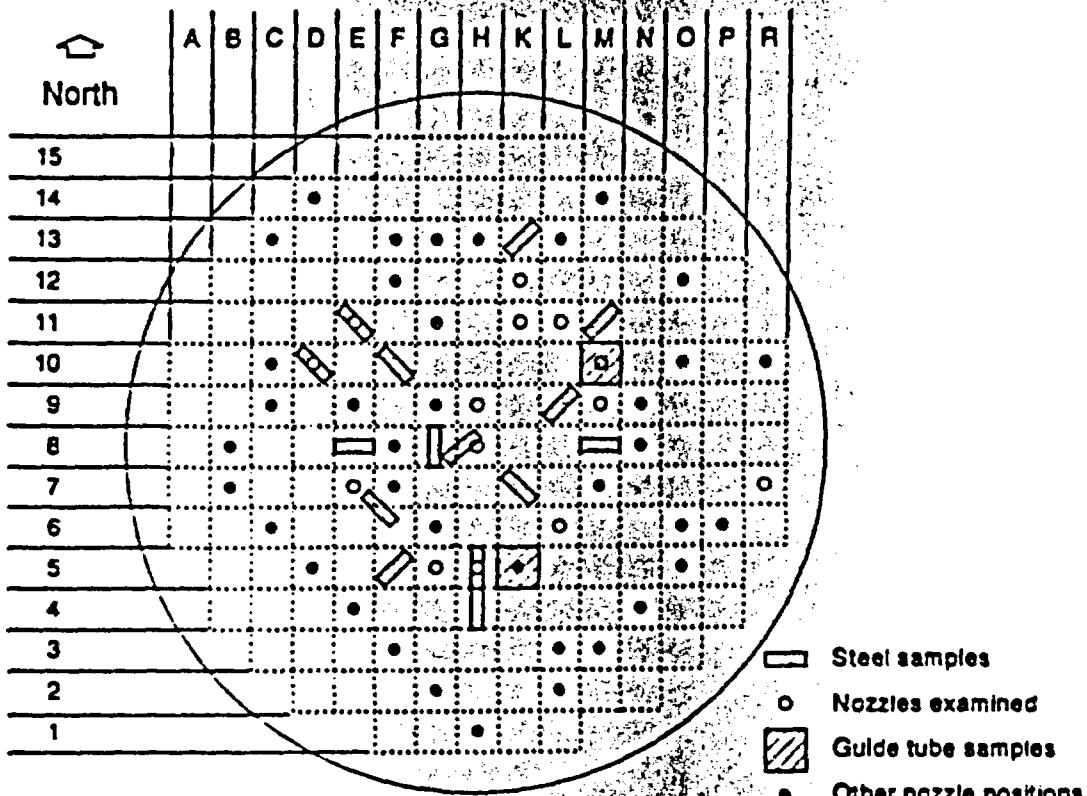 A B C D E F G H K L M N O P R
North
15
14
13
12
11
10
9
8
7
6
5
4
3
2
1
Steel samples
Nozzles examined
Guide tube samples
Other nozzle positions